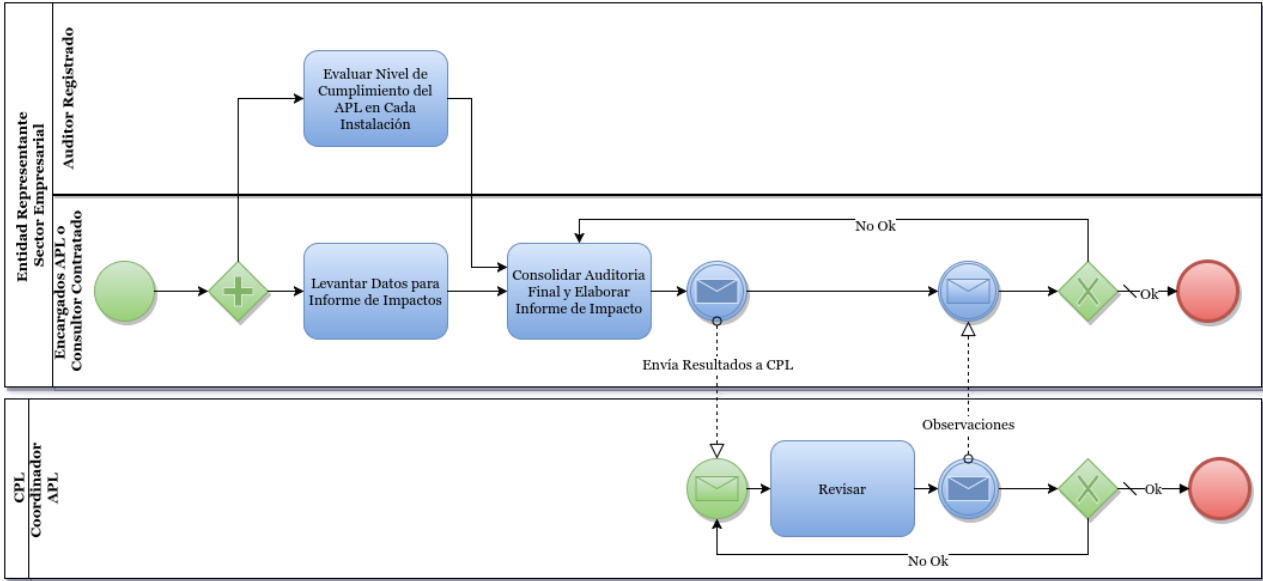 Entidad Representante
Sector Empresarial
Auditor Registrado
Evaluar Nivel de
Cumplimiento del
APL en Cada
Instalación
Encargados APL o
Consultor Contratado
Levantar Datos para
Informe de Impactos
Consolidar Auditoria
Final y Elaborar
Informe de Impacto
No Ok
Ok
Envía Resultados a CPL
Observaciones
CPL
Coordinador
APL
Revisar
Ok
No Ok